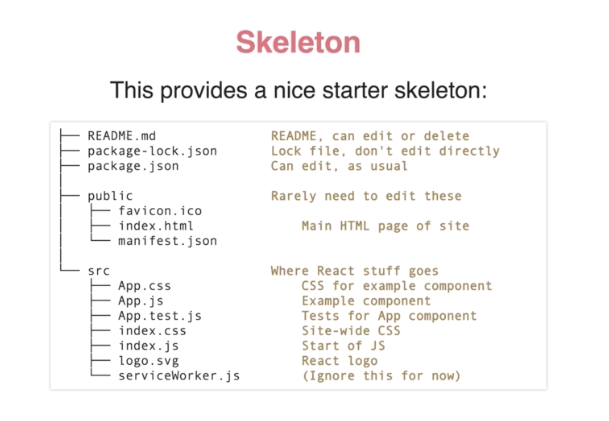 Skeleton
This provides a nice starter skeleton:
├── README.md README, can edit or delete
├── package-lock.json Lock file, don't edit directly
├── package.json Can edit, as usual
│
├── public Rarely need to edit these
│   ├── favicon.ico
│   ├── index.html Main HTML page of site
│   └── manifest.json
│
└── src Where React stuff goes
    ├── App.css CSS for example component
    ├── App.js Example component
    ├── App.test.js Tests for App component
    ├── index.css Site-wide CSS
    ├── index.js Start of JS
    ├── logo.svg React logo
    └── serviceWorker.js (Ignore this for now)